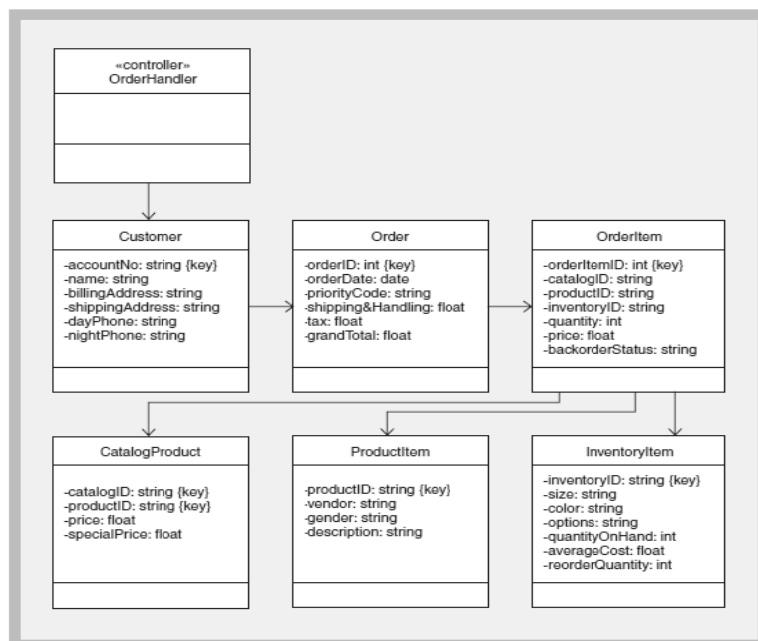 «controller»
OrderHandler
Customer
-accountNo: string {key}
-name: string
-billingAddress: string
-shippingAddress: string
-dayPhone: string
-nightPhone: string
Order
-orderID: int {key}
-orderDate: date
-priorityCode: string
-shipping&Handling: float
-tax: float
-grandTotal: float
OrderItem
-orderItemID: int {key}
-catalogID: string
-productID: string
-inventoryID: string
-quantity: int
-price: float
-backorderStatus: string
CatalogProduct
-catalogID: string {key}
-productID: string {key}
-price: float
-specialPrice: float
ProductItem
-productID: string {key}
-vendor: string
-gender: string
-description: string
InventoryItem
-inventoryID: string {key}
-size: string
-color: string
-options: string
-quantityOnHand: int
-averageCost: float
-reorderQuantity: int